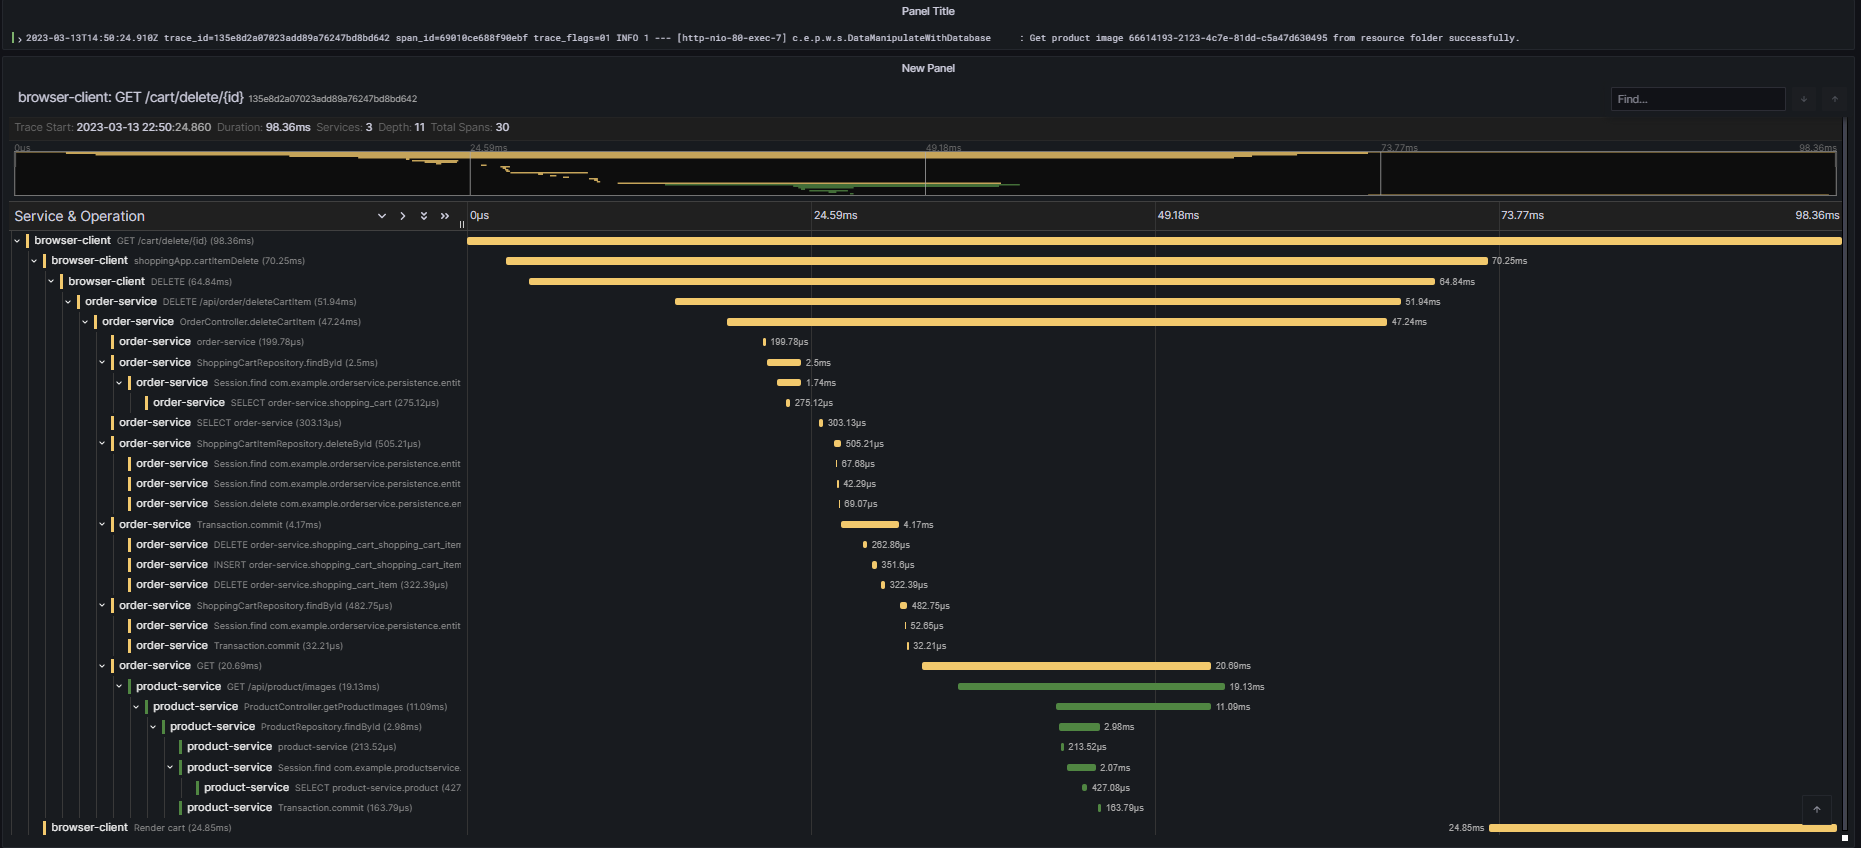 Panel Title
2023-03-13T14:50:24.910Z trace_id=135e8d2a07023add89a76247bd8bd642 span_id=69010ce688f90ebf trace_flags=01 INFO 1 --- [http-nio-80-exec-7] c.e.p.w.s.DataManipulateWithDatabase : Get product image 66614193-2123-4c7e-81dd-c5a47d630495 from resource folder successfully.
New Panel
browser-client: GET /cart/delete/{id} 135e8d2a07023add89a76247bd8bd642
Find...
Trace Start: 2023-03-13 22:50:24.860 Duration: 98.36ms Services: 3 Depth: 11 Total Spans: 30
0μs 24.59ms 49.18ms 73.77ms 98.36ms
Service & Operation 0μs 24.59ms 49.18ms 73.77ms 98.36ms
browser-client GET /cart/delete/{id} (98.36ms)
browser-client shoppingApp.cartItemDelete (70.25ms) 70.25ms
browser-client DELETE (64.84ms) 64.84ms
order-service DELETE /api/order/deleteCartItem (51.94ms) 51.94ms
order-service OrderController.deleteCartItem (47.24ms) 47.24ms
order-service order-service (199.78μs) 199.78μs
order-service ShoppingCartRepository.findById (2.5ms) 2.5ms
order-service Session.find com.example.orderservice.persistence.entit 1.74ms
order-service SELECT order-service.shopping_cart (275.12μs) 275.12μs
order-service SELECT order-service (303.13μs) 303.13μs
order-service ShoppingCartItemRepository.deleteById (505.21μs) 505.21μs
order-service Session.find com.example.orderservice.persistence.entit 67.68μs
order-service Session.find com.example.orderservice.persistence.entit 42.29μs
order-service Session.delete com.example.orderservice.persistence.en 69.07μs
order-service Transaction.commit (4.17ms) 4.17ms
order-service DELETE order-service.shopping_cart_shopping_cart_item 262.86μs
order-service INSERT order-service.shopping_cart_shopping_cart_item 351.6μs
order-service DELETE order-service.shopping_cart_item (322.39μs) 322.39μs
order-service ShoppingCartRepository.findById (482.75μs) 482.75μs
order-service Session.find com.example.orderservice.persistence.entit 52.65μs
order-service Transaction.commit (32.21μs) 32.21μs
order-service GET (20.69ms) 20.69ms
product-service GET /api/product/images (19.13ms) 19.13ms
product-service ProductController.getProductimages (11.09ms) 11.09ms
product-service ProductRepository.findById (2.98ms) 2.98ms
product-service product-service (213.52μs) 213.52μs
product-service Session.find com.example.productservice. 2.07ms
product-service SELECT product-service.product (427 427.08μs
product-service Transaction.commit (163.79μs) 163.79μs
browser-client Render cart (24.85ms) 24.85ms